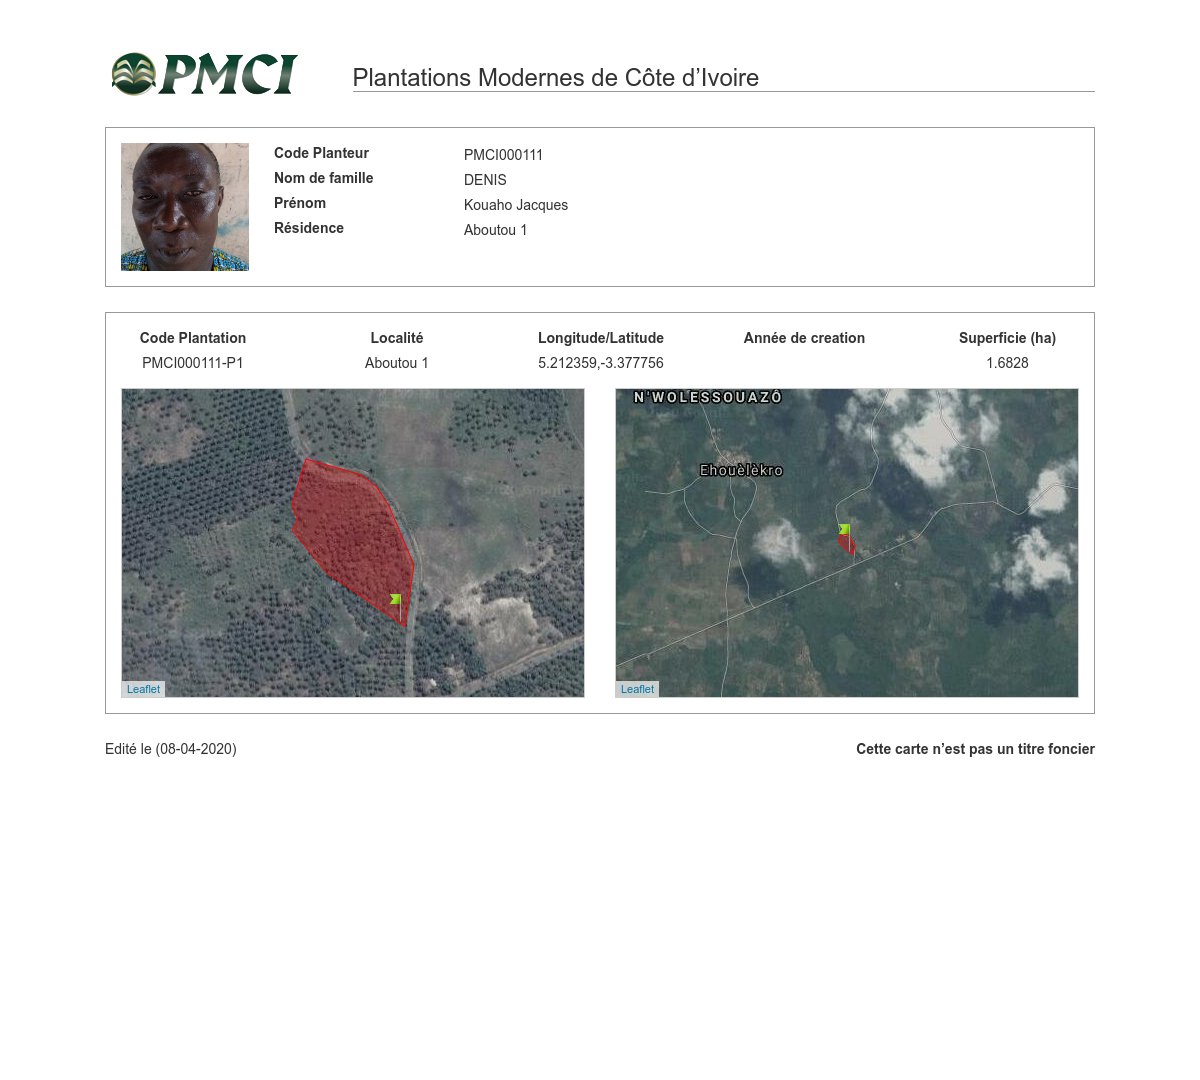 PMCI
Plantations Modernes de Côte d’Ivoire
Code Planteur PMCI000111
Nom de famille DENIS
Prénom Kouaho Jacques
Résidence Aboutou 1
Code Plantation Localité Longitude/Latitude Année de creation Superficie (ha)
PMCI000111-P1 Aboutou 1 5.212359,-3.377756 1.6828
N'WOLESSOUAZÔ
Ehouèlèkro
Leaflet
Leaflet
Edité le (08-04-2020)
Cette carte n’est pas un titre foncier